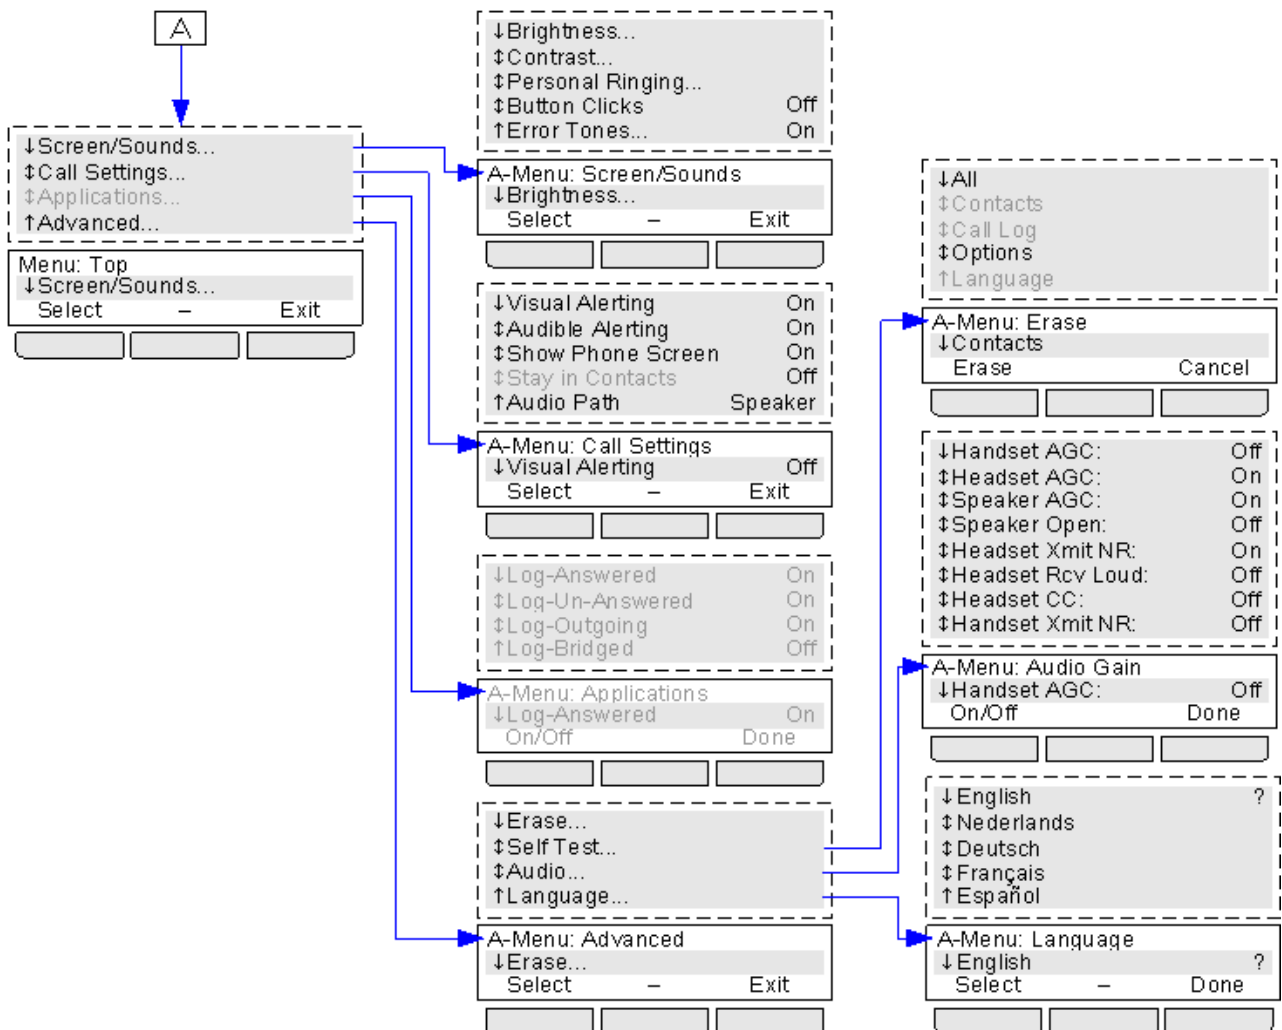 A
↓Screen/Sounds...
↕Call Settings...
↕Applications...
↑Advanced...
Menu: Top
↓Screen/Sounds...
Select – Exit
↓Brightness...
↕Contrast...
↕Personal Ringing...
↕Button Clicks Off
↑Error Tones... On
A-Menu: Screen/Sounds
↓Brightness...
Select – Exit
↓Visual Alerting On
↕Audible Alerting On
↕Show Phone Screen On
↕Stay in Contacts Off
↑Audio Path Speaker
A-Menu: Call Settings
↓Visual Alerting Off
Select – Exit
↓Log-Answered On
↕Log-Un-Answered On
↕Log-Outgoing On
↑Log-Bridged Off
A-Menu: Applications
↓Log-Answered On
On/Off Done
↓Erase...
↕Self Test...
↕Audio...
↑Language...
A-Menu: Advanced
↓Erase...
Select – Exit
↓All
↕Contacts
↕Call Log
↕Options
↑Language
A-Menu: Erase
↓Contacts
Erase Cancel
↓Handset AGC: Off
↕Headset AGC: On
↕Speaker AGC: On
↕Speaker Open: Off
↕Headset Xmit NR: On
↕Headset Rcv Loud: Off
↕Headset CC: Off
↕Handset Xmit NR: Off
A-Menu: Audio Gain
↓Handset AGC: Off
On/Off Done
↓English ?
↕Nederlands
↕Deutsch
↕Français
↑Español
A-Menu: Language
↓English ?
Select – Done